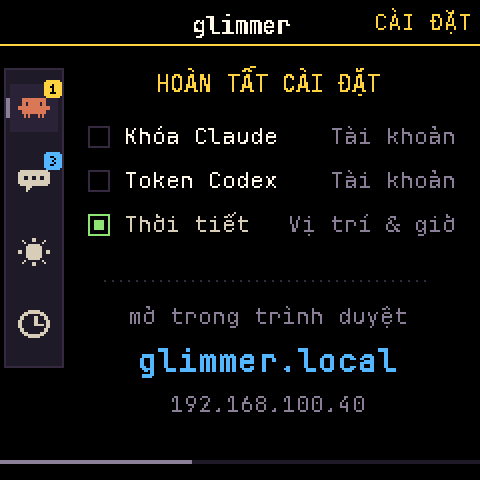 glimmer CÀI ĐẶT
HOÀN TẤT CÀI ĐẶT
1
Khóa Claude Tài khoản
3
Token Codex Tài khoản
Thời tiết Vị trí & giờ
mở trong trình duyệt
glimmer.local
192.168.100.40